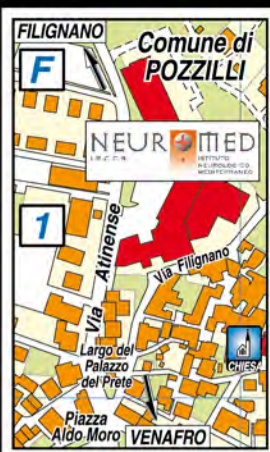 FILIGNANO
Comune di
POZZILLI
F
NEUROMED
I.R.C.C.S.
ISTITUTO
NEUROLOGICO
MEDITERRANEO
1
Via Atinense
Via Filignano
Largo del
Palazzo
del Prete
CHIESA
Piazza
Aldo Moro
VENAFRO